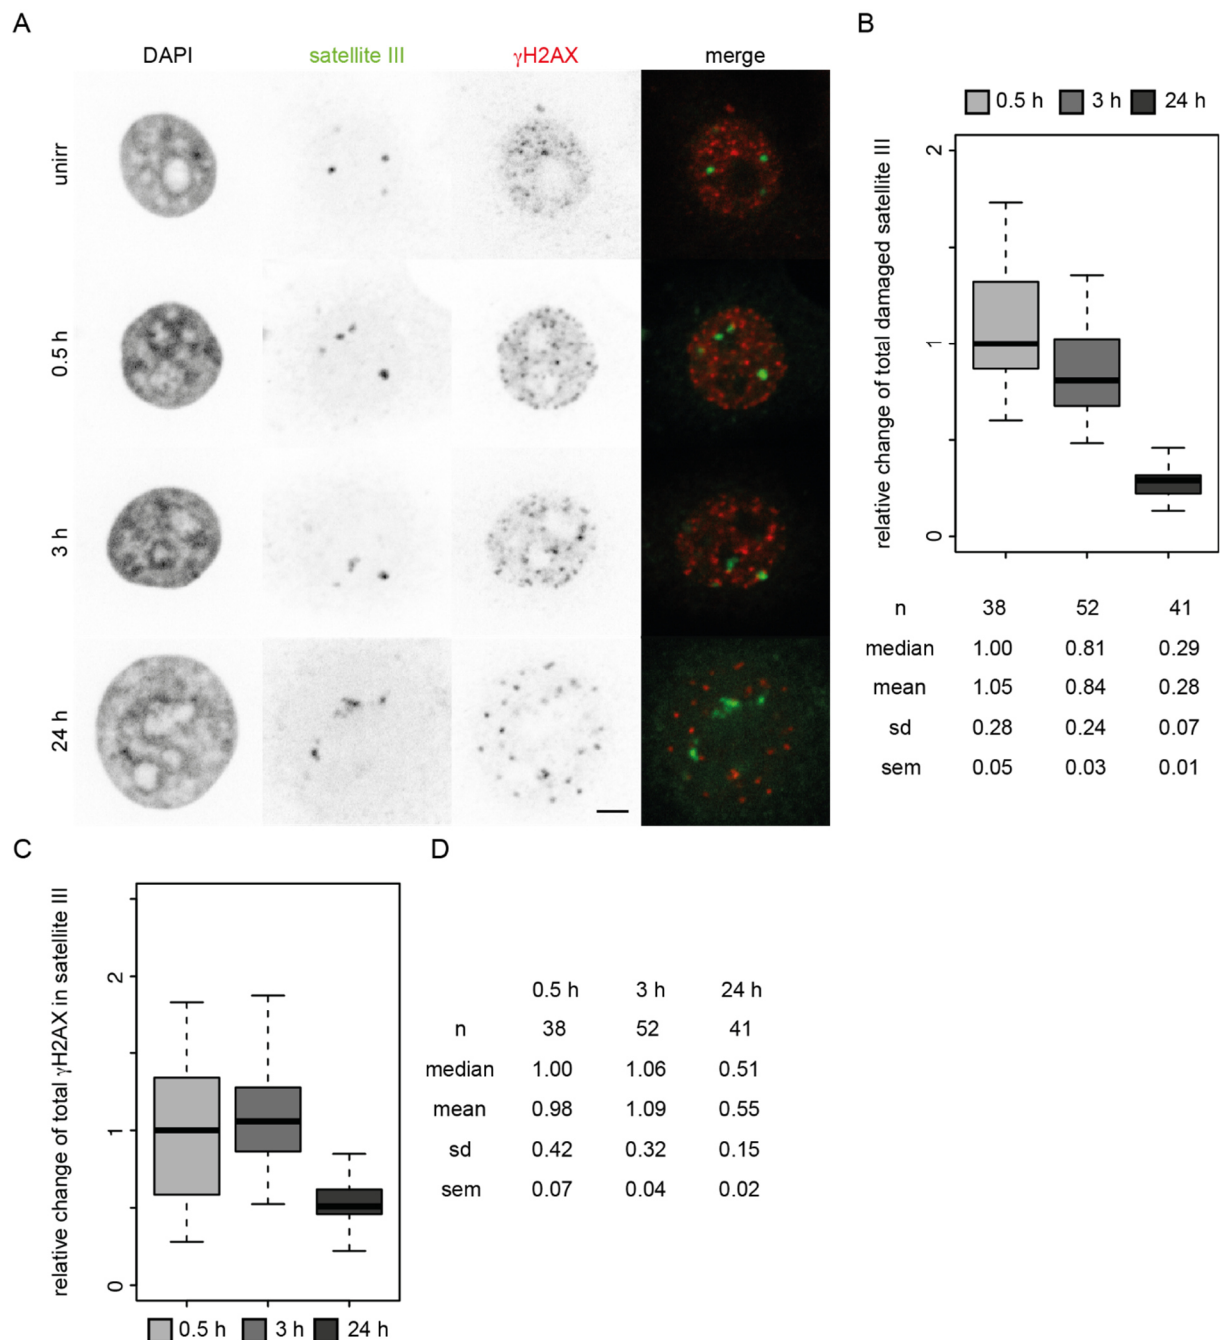 A
DAPI satellite III γH2AX merge
unirr
0.5 h
3 h
24 h
B
0.5 h 3 h 24 h
relative change of total damaged satellite III
2
1
0
n 38 52 41
median 1.00 0.81 0.29
mean 1.05 0.84 0.28
sd 0.28 0.24 0.07
sem 0.05 0.03 0.01
C
relative change of total γH2AX in satellite III
2
1
0
0.5 h 3 h 24 h
D
0.5 h 3 h 24 h
n 38 52 41
median 1.00 1.06 0.51
mean 0.98 1.09 0.55
sd 0.42 0.32 0.15
sem 0.07 0.04 0.02